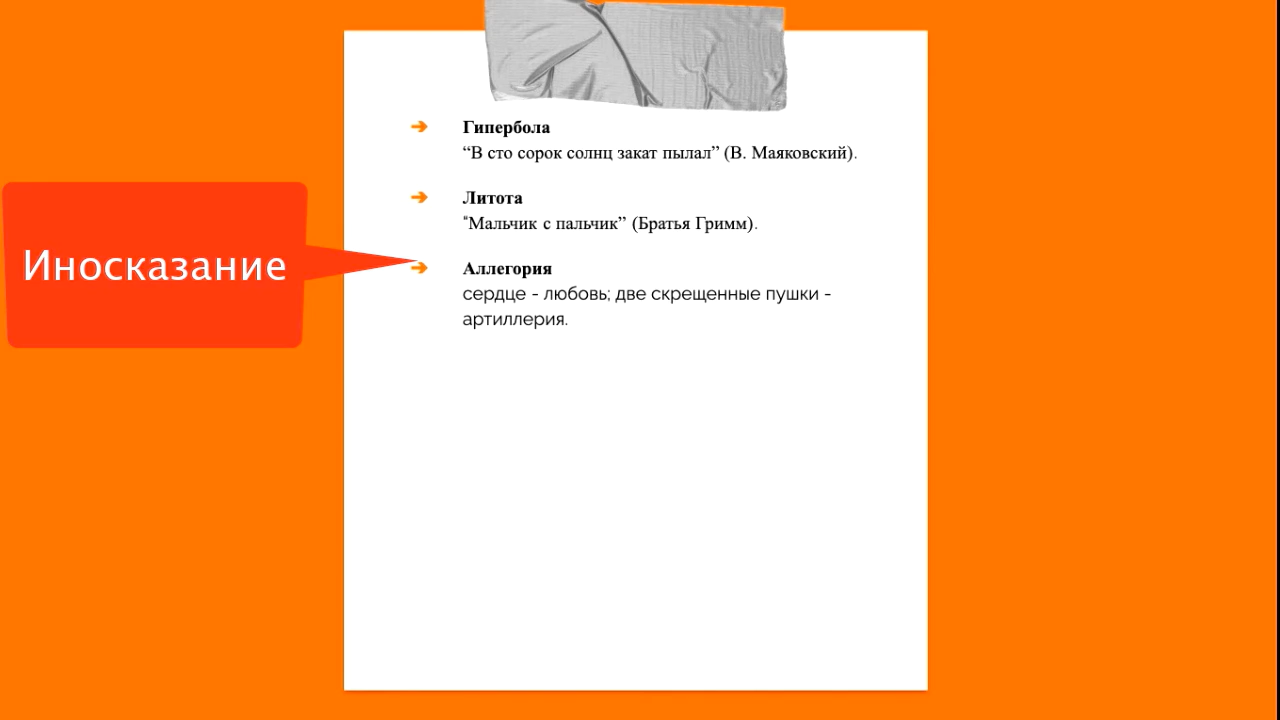 Гипербола
“В сто сорок солнц закат пылал” (В. Маяковский).
Литота
“Мальчик с пальчик” (Братья Гримм).
Иносказание
Аллегория
сердце - любовь; две скрещенные пушки -
артиллерия.